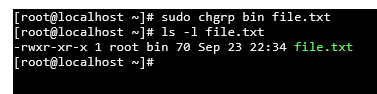 [root@localhost ~]# sudo chgrp bin file.txt
[root@localhost ~]# ls -l file.txt
-rwxr-xr-x 1 root bin 70 Sep 23 22:34 file.txt
[root@localhost ~]#